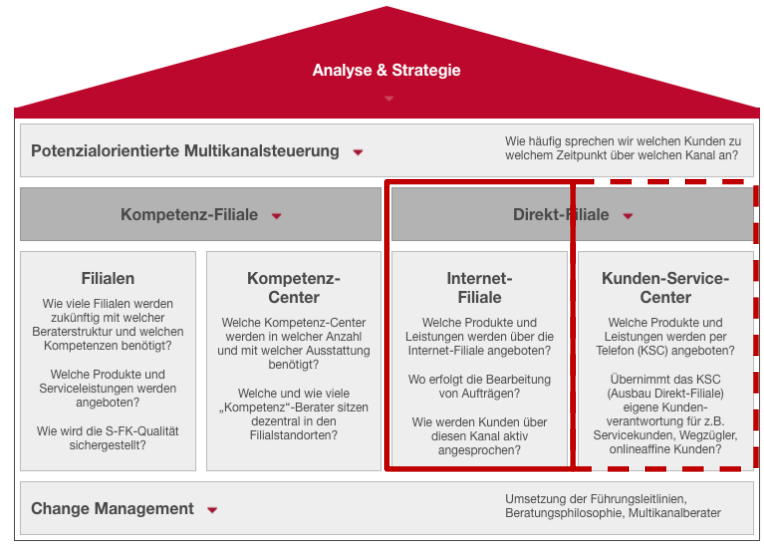 Analyse & Strategie
Potenzialorientierte Multikanalsteuerung
Wie häufig sprechen wir welchen Kunden zu
welchem Zeitpunkt über welchen Kanal an?
Kompetenz-Filiale
Direkt-Filiale
Filialen
Wie viele Filialen werden
zukünftig mit welcher
Beraterstruktur und welchen
Kompetenzen benötigt?
Welche Produkte und
Serviceleistungen werden
angeboten?
Wie wird die S-FK-Qualität
sichergestellt?
Kompetenz-
Center
Welche Kompetenz-Center
werden in welcher Anzahl
und mit welcher Ausstattung
benötigt?
Welche und wie viele
„Kompetenz“-Berater sitzen
dezentral in den
Filialstandorten?
Internet-
Filiale
Welche Produkte und
Leistungen werden über die
Internet-Filiale angeboten?
Wo erfolgt die Bearbeitung
von Aufträgen?
Wie werden Kunden über
diesen Kanal aktiv
angesprochen?
Kunden-Service-
Center
Welche Produkte und
Leistungen werden per
Telefon (KSC) angeboten?
Übernimmt das KSC
(Ausbau Direkt-Filiale)
eigene Kunden-
verantwortung für z.B.
Servicekunden, Wegzügler,
onlineaffine Kunden?
Change Management
Umsetzung der Führungsleitlinien,
Beratungsphilosophie, Multikanalberater